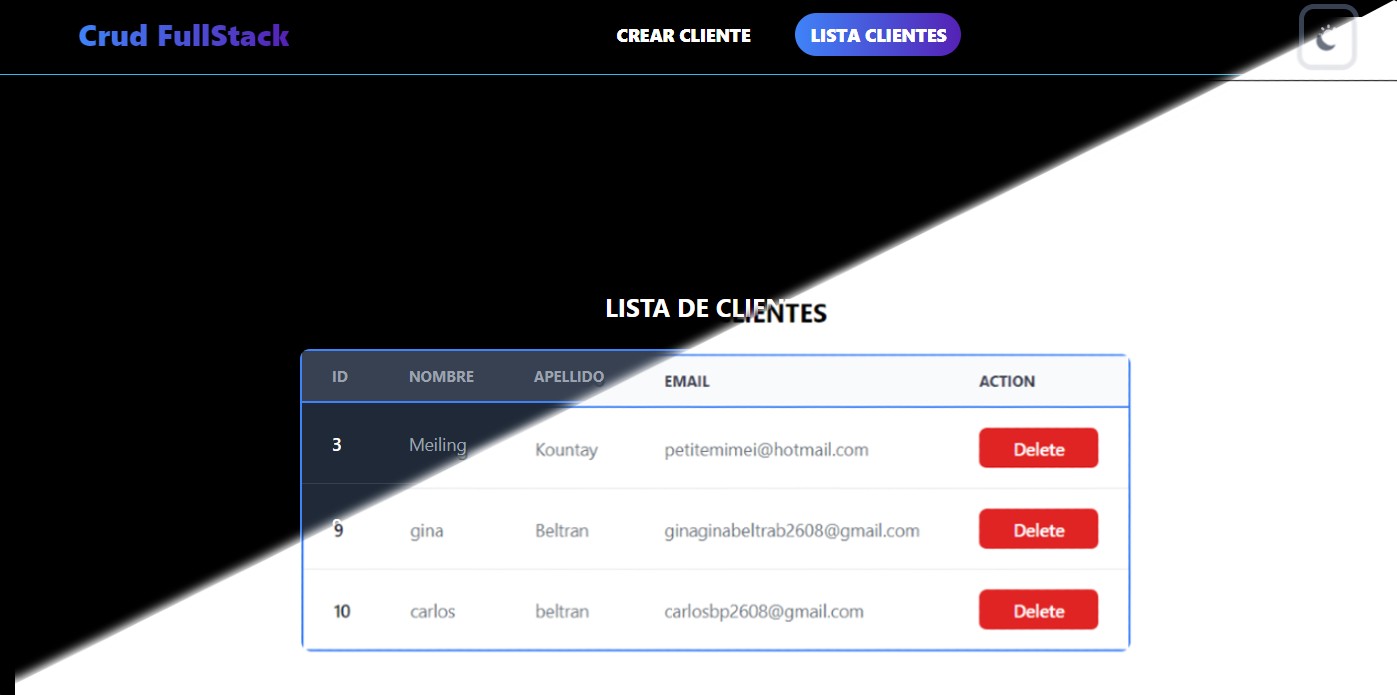 Crud FullStack CREAR CLIENTE LISTA CLIENTES
LISTA DE CLIENTES
ID NOMBRE APELLIDO EMAIL ACTION
3 Meiling Kountay petitemimei@hotmail.com Delete
9 gina Beltran ginaginabeltrab2608@gmail.com Delete
10 carlos beltran carlosbp2608@gmail.com Delete